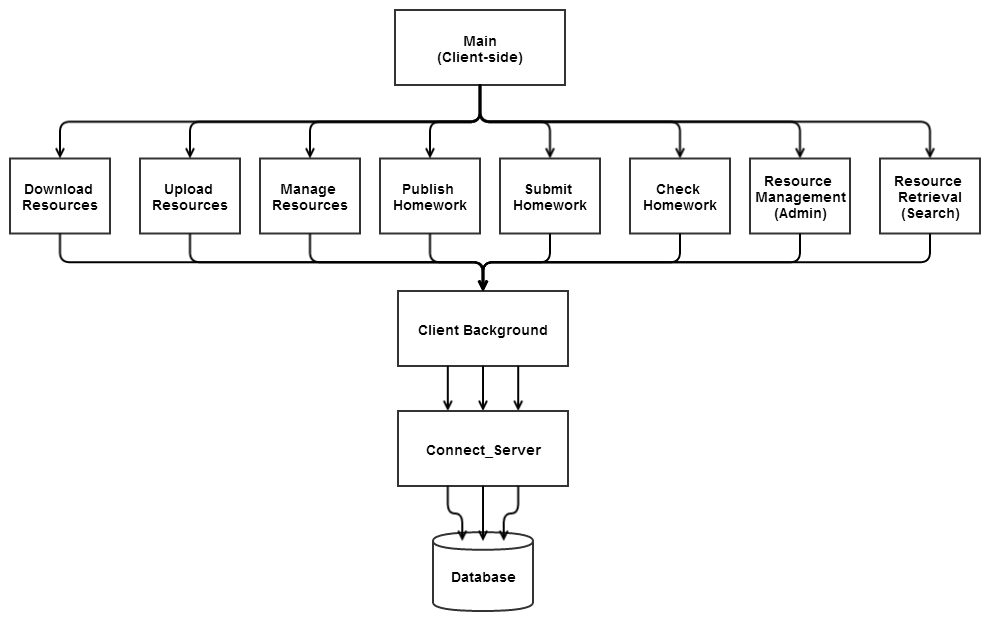 Main
(Client-side)
Download
Resources
Upload
Resources
Manage
Resources
Publish
Homework
Submit
Homework
Check
Homework
Resource
Management
(Admin)
Resource
Retrieval
(Search)
Client Background
Connect_Server
Database